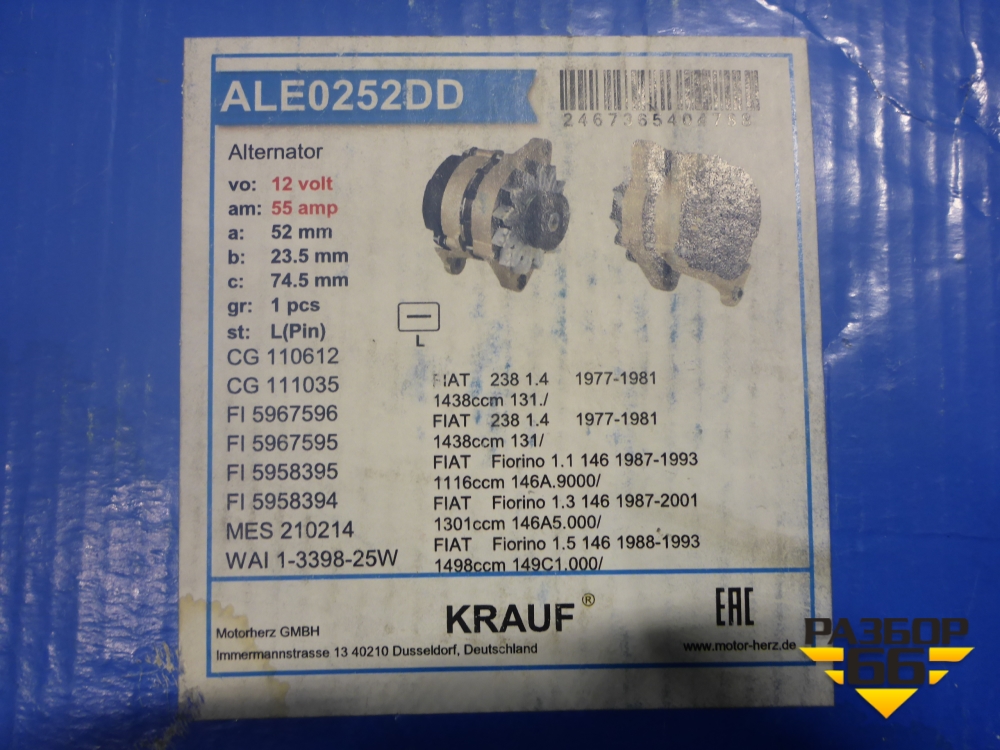 ALE0252DD
Alternator
vo: 12 volt
am: 55 amp
a: 52 mm
b: 23.5 mm
c: 74.5 mm
gr: 1 pcs
st: L(Pin)
L
CG 110612
CG 111035
FI 5967596
FI 5967595
FI 5958395
FI 5958394
MES 210214
WAI 1-3398-25W
FIAT 238 1.4 1977-1981
1438ccm 131./
FIAT 238 1.4 1977-1981
1438ccm 131/
FIAT Fiorino 1.1 146 1987-1993
1116ccm 146A.9000/
FIAT Fiorino 1.3 146 1987-2001
1301ccm 146A5.000/
FIAT Fiorino 1.5 146 1988-1993
1498ccm 149C1.000/
KRAUF®
EAC
Motorherz GMBH
Immermannstrasse 13 40210 Dusseldorf, Deutschland
www.motor-herz.de
РАЗБОР
66